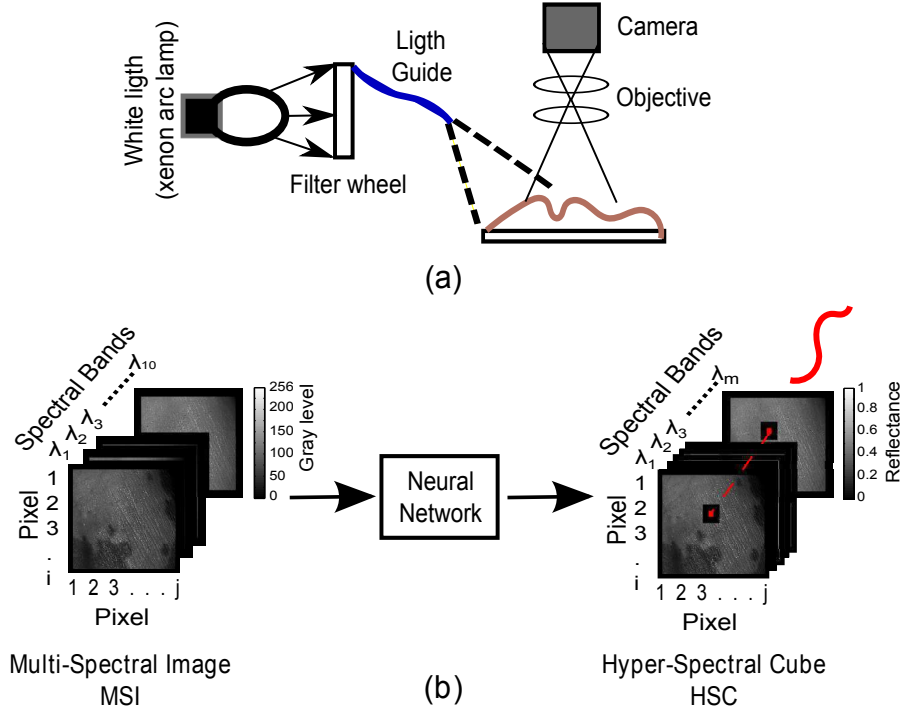 White ligth
(xenon arc lamp)
Filter wheel
Ligth
Guide
Camera
Objective
(a)
Spectral Bands
λ1 λ2 λ3 ...... λ10
256
200
150
100
50
0
Gray level
Pixel
1
2
3
.
i
1 2 3 . . . j
Pixel
Multi-Spectral Image
MSI
Neural
Network
(b)
Spectral Bands
λ1 λ2 λ3 ...... λm
1
0.8
0.6
0.4
0.2
0
Reflectance
Pixel
1
2
3
.
i
1 2 3 . . . j
Pixel
Hyper-Spectral Cube
HSC